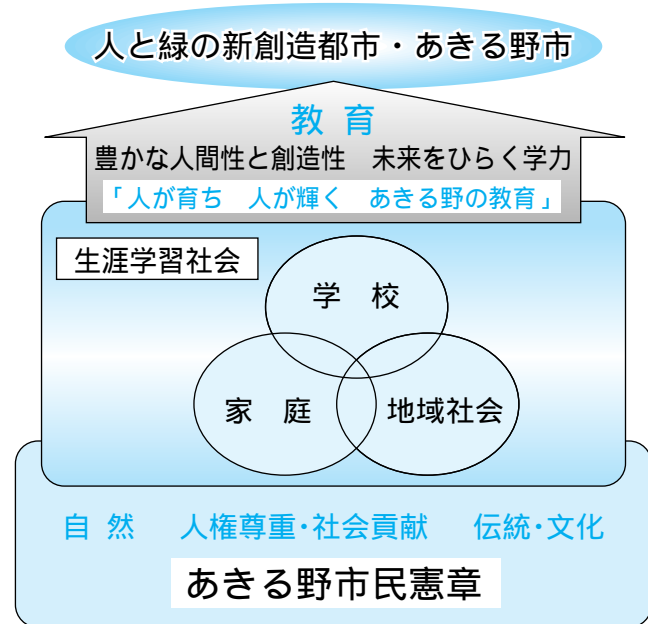 人と緑の新創造都市・あきる野市
教 育
豊かな人間性と創造性　未来をひらく学力
「人が育ち　人が輝く　あきる野の教育」
生涯学習社会
学　校
家　庭
地域社会
自 然　人権尊重・社会貢献　伝統・文化
あきる野市民憲章